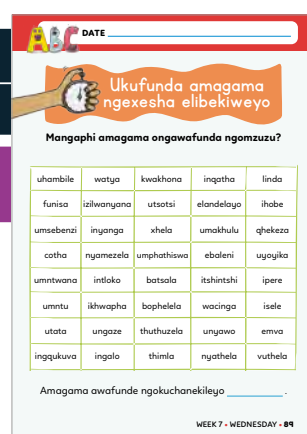 ABC DATE
Ukufunda amagama
ngexesha elibekiweyo
Mangaphi amagama ongawafunda ngomzuzu?
uhambile watya kwakhona inqatha linda
funisa izilwanyana utsotsi elandelayo ihobe
umsebenzi inyanga xhela umakhulu qhekeza
cotha nyamezela umphathiswa ebaleni uyoyika
umntwana intloko batsala itshintshi ipere
umntu ikhwapha bophelela wacinga isele
utata ungaze thuthuzela unyawo emva
ingqukuva ingalo thimla nyathela vuthela
Amagama awafunde ngokuchanekileyo .
WEEK 7 • WEDNESDAY • 89